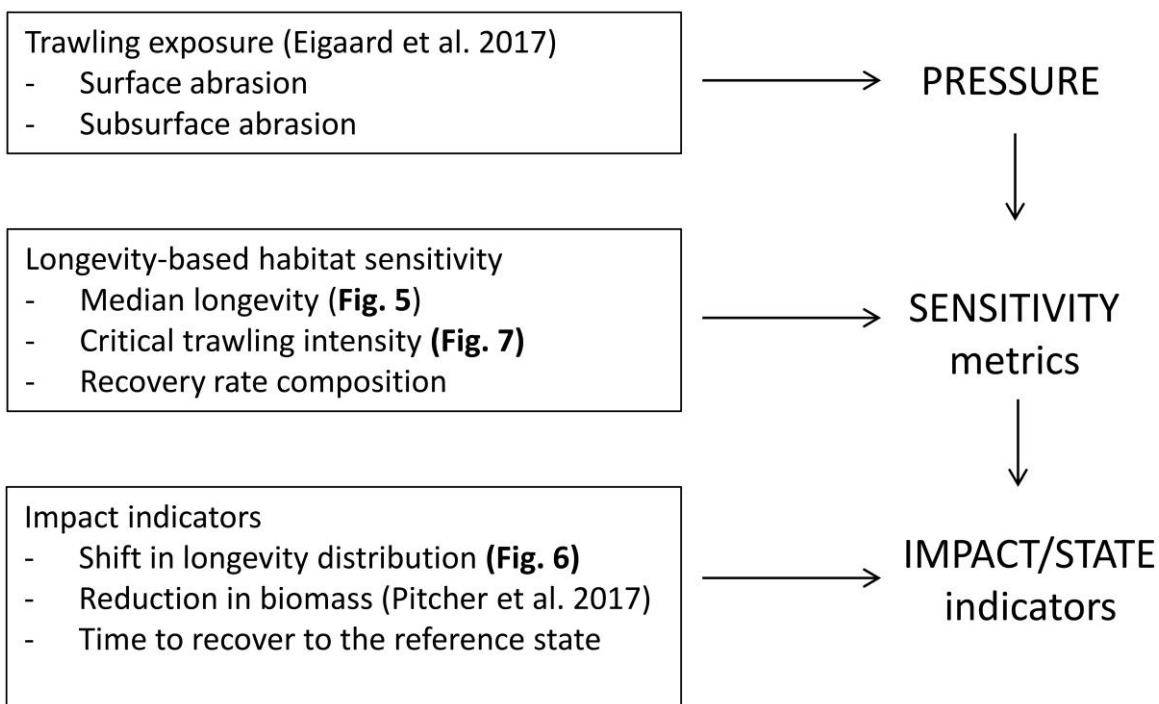 Trawling exposure (Eigaard et al. 2017)
- Surface abrasion
- Subsurface abrasion
PRESSURE
Longevity-based habitat sensitivity
- Median longevity (Fig. 5)
- Critical trawling intensity (Fig. 7)
- Recovery rate composition
SENSITIVITY
metrics
Impact indicators
- Shift in longevity distribution (Fig. 6)
- Reduction in biomass (Pitcher et al. 2017)
- Time to recover to the reference state
IMPACT/STATE
indicators